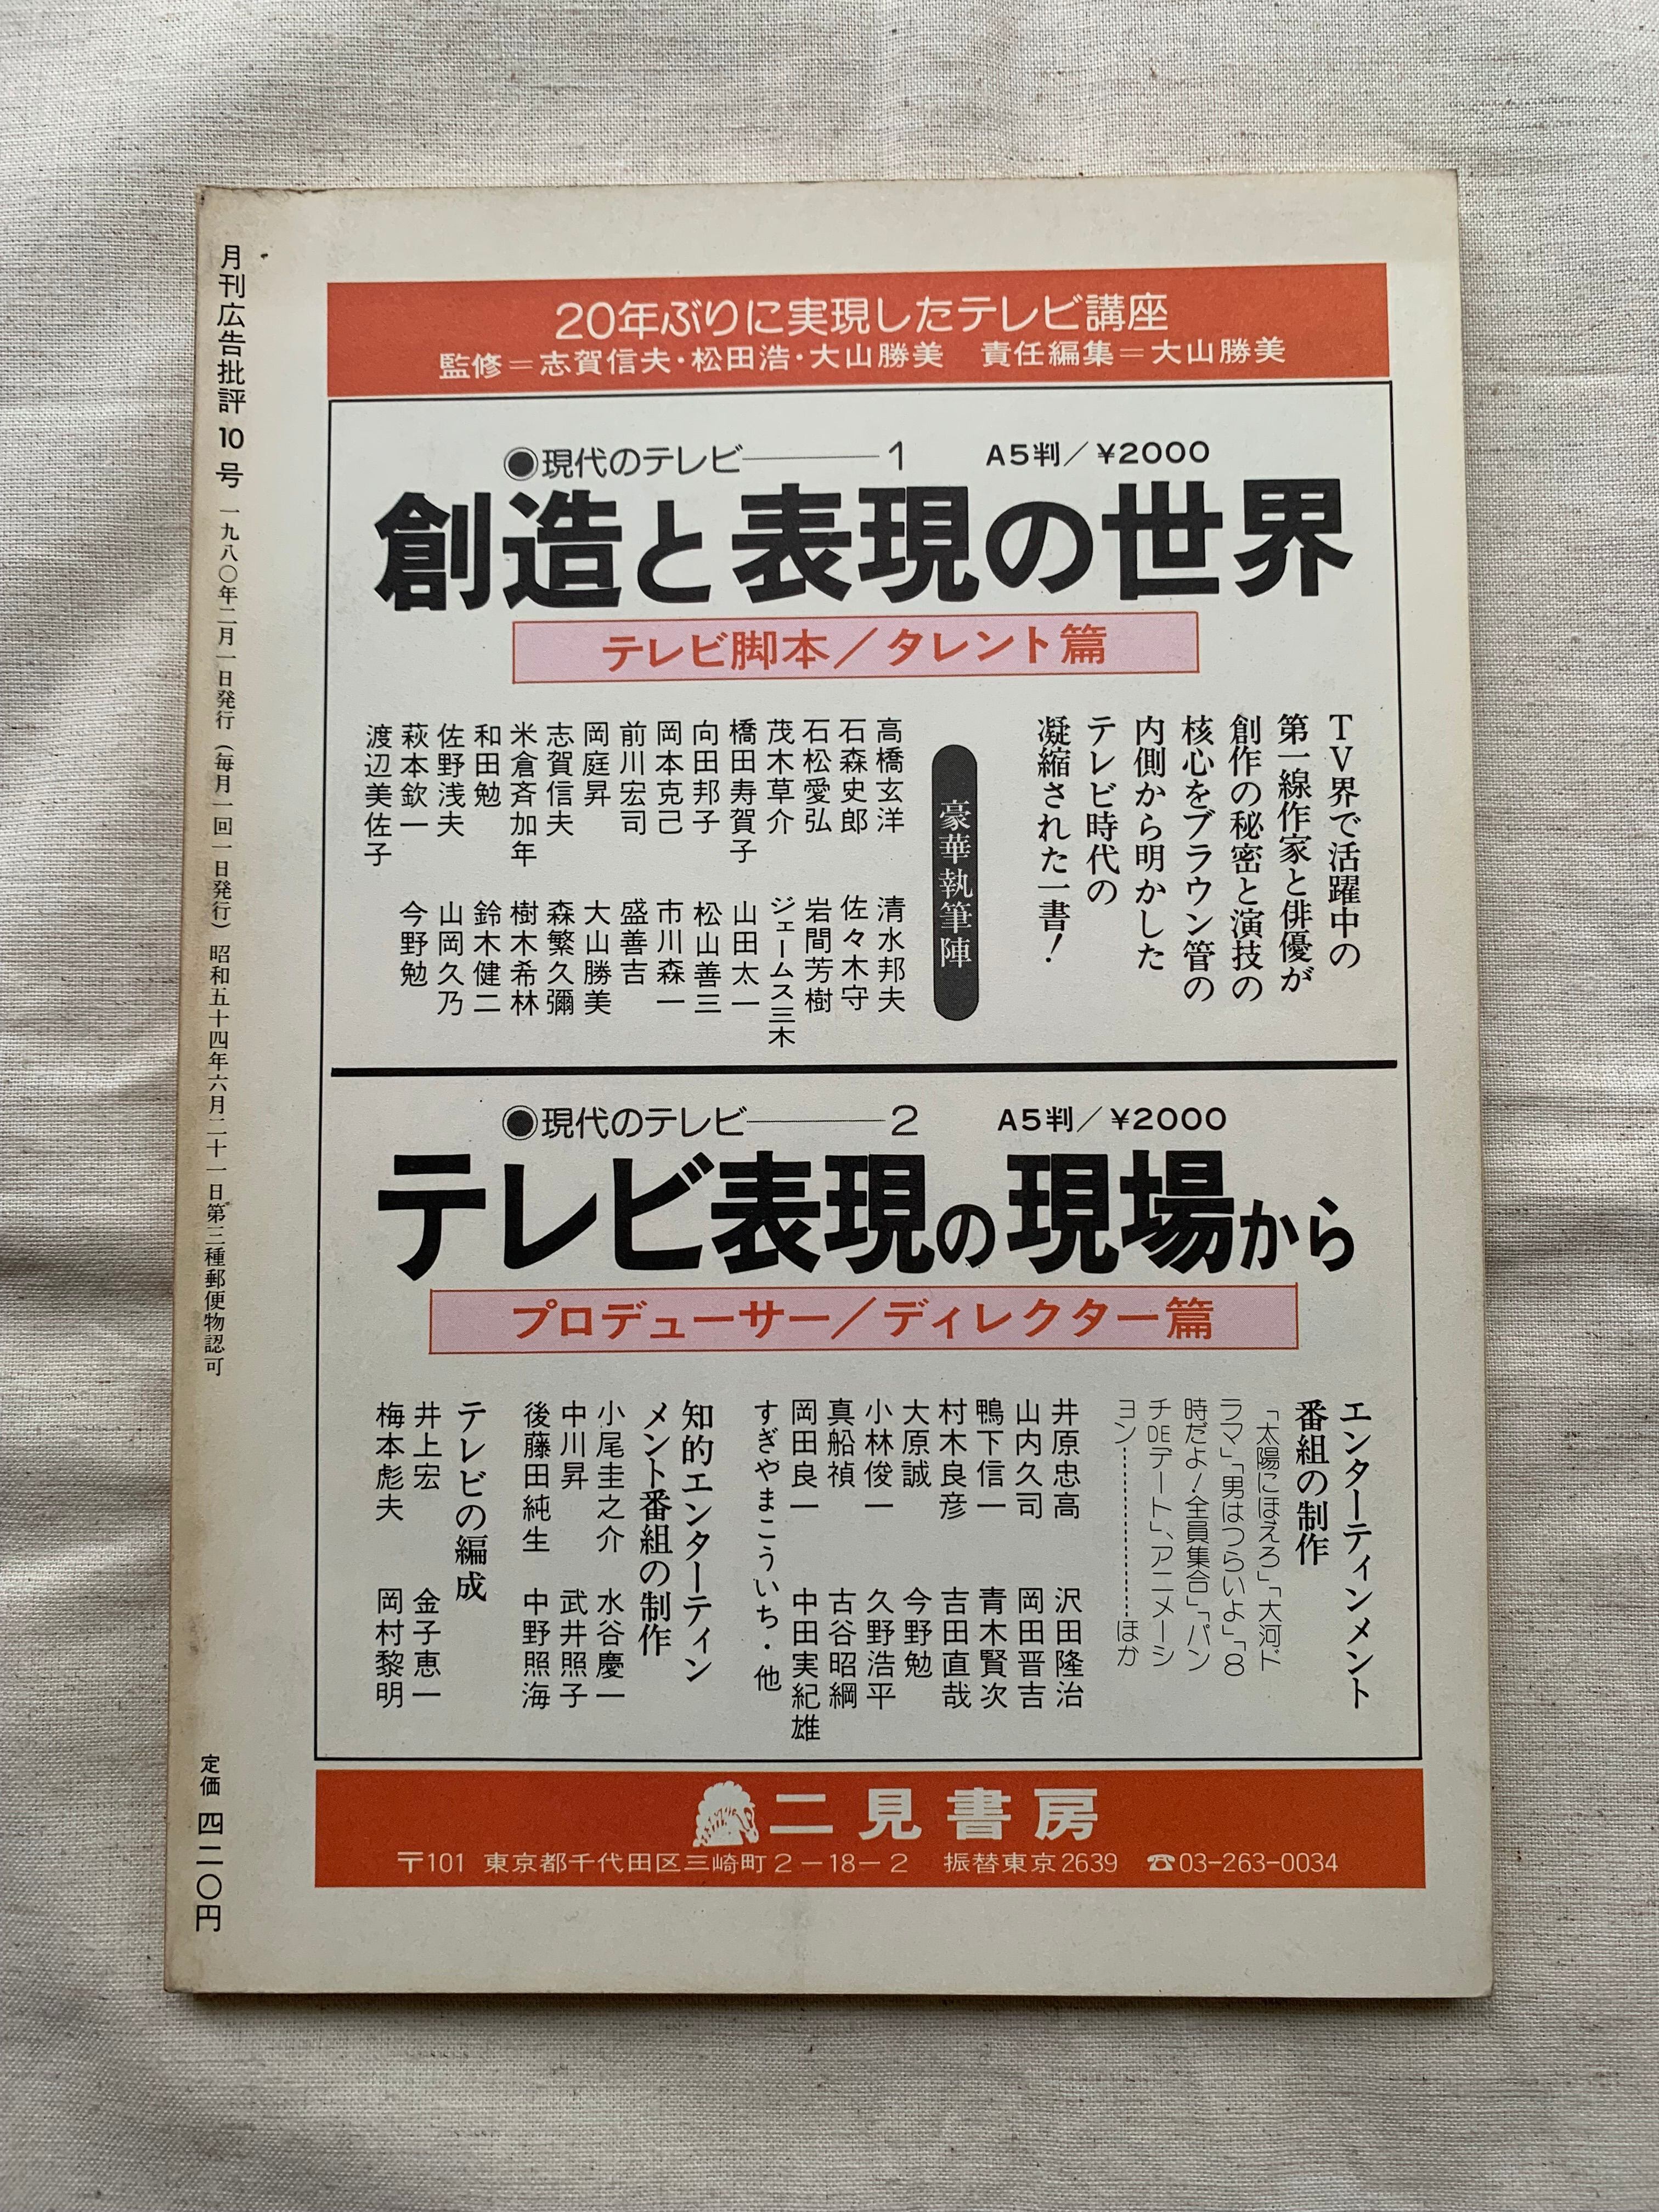 20年ぶりに実現したテレビ講座
監修＝志賀信夫・松田浩・大山勝美　責任編集＝大山勝美
◉現代のテレビ――――1　A5判／¥2000
創造と表現の世界
テレビ脚本／タレント篇
TV界で活躍中の
第一線作家と俳優が
創作の秘密と演技の
核心をブラウン管の
内側から明かした
テレビ時代の
凝縮された一書！
豪華執筆陣
高橋玄洋　清水邦夫
石森史郎　佐々木守
石松愛弘　岩間芳樹
茂木草介　ジェームス三木
橋田寿賀子　山田太一
向田邦子　松山善三
岡本克己　市川森一
前川宏司　盛善吉
岡庭昇　大山勝美
志賀信夫　森繁久彌
米倉斉加年　樹木希林
和田勉　鈴木健二
佐野浅夫　山岡久乃
萩本欽一　今野勉
渡辺美佐子
◉現代のテレビ――――2　A5判／¥2000
テレビ表現の現場から
プロデューサー／ディレクター篇
エンターティンメント
番組の制作
「太陽にほえろ」「大河ド
ラマ」「男はつらいよ」「8
時だよ！全員集合」「パン
チDEデート」、アニメーシ
ョン----------ほか
井原忠高　沢田隆治
山内久司　岡田晋吉
鴨下信一　青木賢次
村木良彦　吉田直哉
大原誠　今野勉
小林俊一　久野浩平
真船禎　古谷昭綱
岡田良一　中田実紀雄
すぎやまこういち・他
知的エンターティン
メント番組の制作
小尾圭之介　水谷慶一
中川昇　武井照子
後藤田純生　中野照海
テレビの編成
井上宏　金子恵一
梅本彪夫　岡村黎明
二見書房
〒101 東京都千代田区三崎町2－18－2　振替東京2639　☎03-263-0034
月刊広告批評 10号 一九八〇年二月一日発行（毎月一回一日発行）昭和五十四年六月二十一日第三種郵便物認可
定価 四二〇円